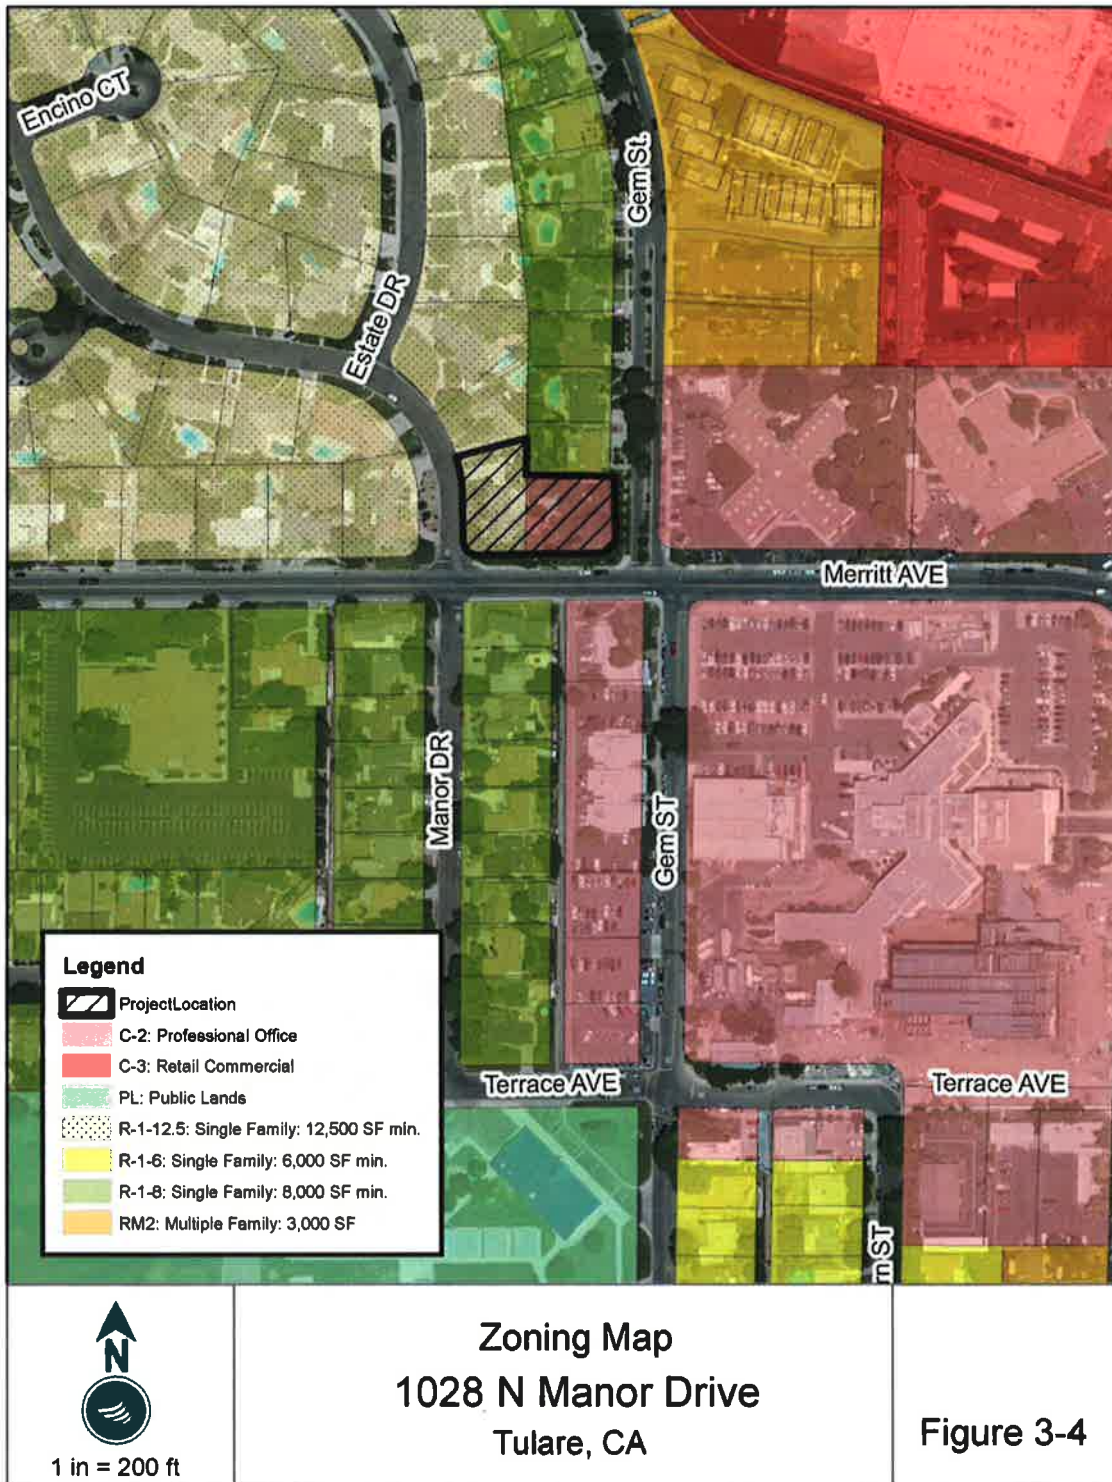 Encino CT
Gem St.
Estate DR
Merritt AVE
Manor DR
Gem ST
Terrace AVE
Terrace AVE
Legend
ProjectLocation
C-2: Professional Office
C-3: Retail Commercial
PL: Public Lands
R-1-12.5: Single Family: 12,500 SF min.
R-1-6: Single Family: 6,000 SF min.
R-1-8: Single Family: 8,000 SF min.
RM2: Multiple Family: 3,000 SF
rn ST
N
1 in = 200 ft
Zoning Map
1028 N Manor Drive
Tulare, CA
Figure 3-4